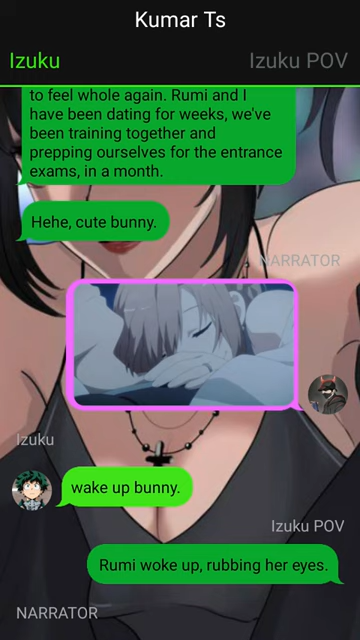 Kumar Ts
Izuku
Izuku POV
to feel whole again. Rumi and I
have been dating for weeks, we've
been training together and
prepping ourselves for the entrance
exams, in a month.
Hehe, cute bunny.
NARRATOR
Izuku
wake up bunny.
Izuku POV
Rumi woke up, rubbing her eyes.
NARRATOR